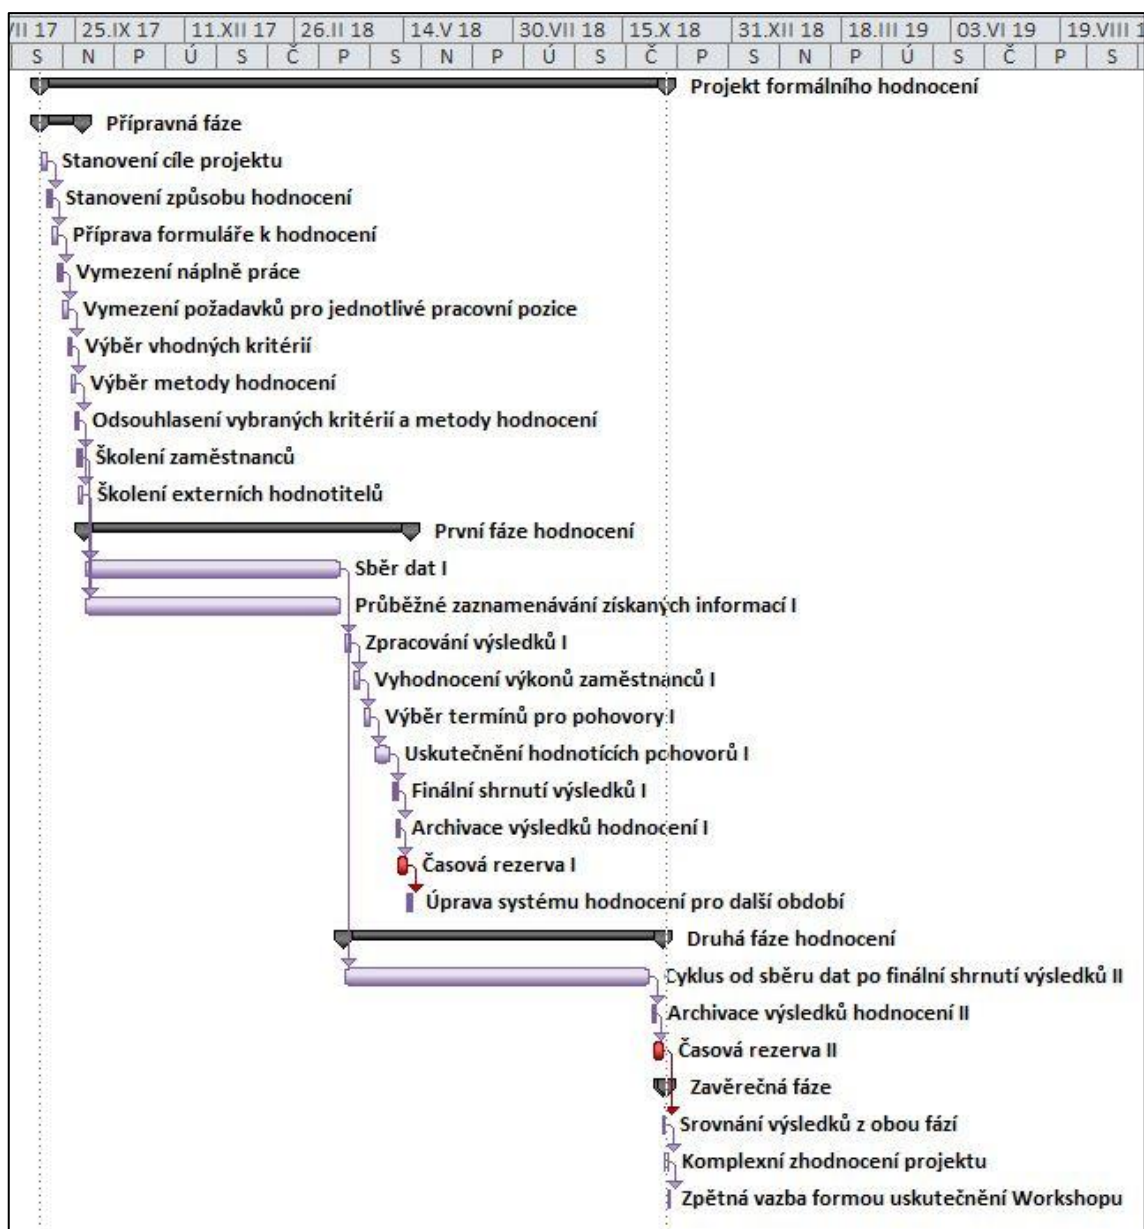 /II 17 25.IX 17 11.XII 17 26.II 18 14.V 18 30.VII 18 15.X 18 31.XII 18 18.III 19 03.VI 19 19.VIII 1
S N P Ú S Č P S N P Ú S Č P S N P Ú S Č P S
Projekt formálního hodnocení
Přípravná fáze
Stanovení cíle projektu
Stanovení způsobu hodnocení
Příprava formuláře k hodnocení
Vymezení náplně práce
Vymezení požadavků pro jednotlivé pracovní pozice
Výběr vhodných kritérií
Výběr metody hodnocení
Odsouhlasení vybraných kritérií a metody hodnocení
Školení zaměstnanců
Školení externích hodnotitelů
První fáze hodnocení
Sběr dat I
Průběžné zaznamenávání získaných informací I
Zpracování výsledků I
Vyhodnocení výkonů zaměstnanců I
Výběr termínů pro pohovory I
Uskutečnění hodnotících pohovorů I
Finální shrnutí výsledků I
Archivace výsledků hodnocení I
Časová rezerva I
Úprava systému hodnocení pro další období
Druhá fáze hodnocení
Cyklus od sběru dat po finální shrnutí výsledků II
Archivace výsledků hodnocení II
Časová rezerva II
Zavěrečná fáze
Srovnání výsledků z obou fází
Komplexní zhodnocení projektu
Zpětná vazba formou uskutečnění Workshopu